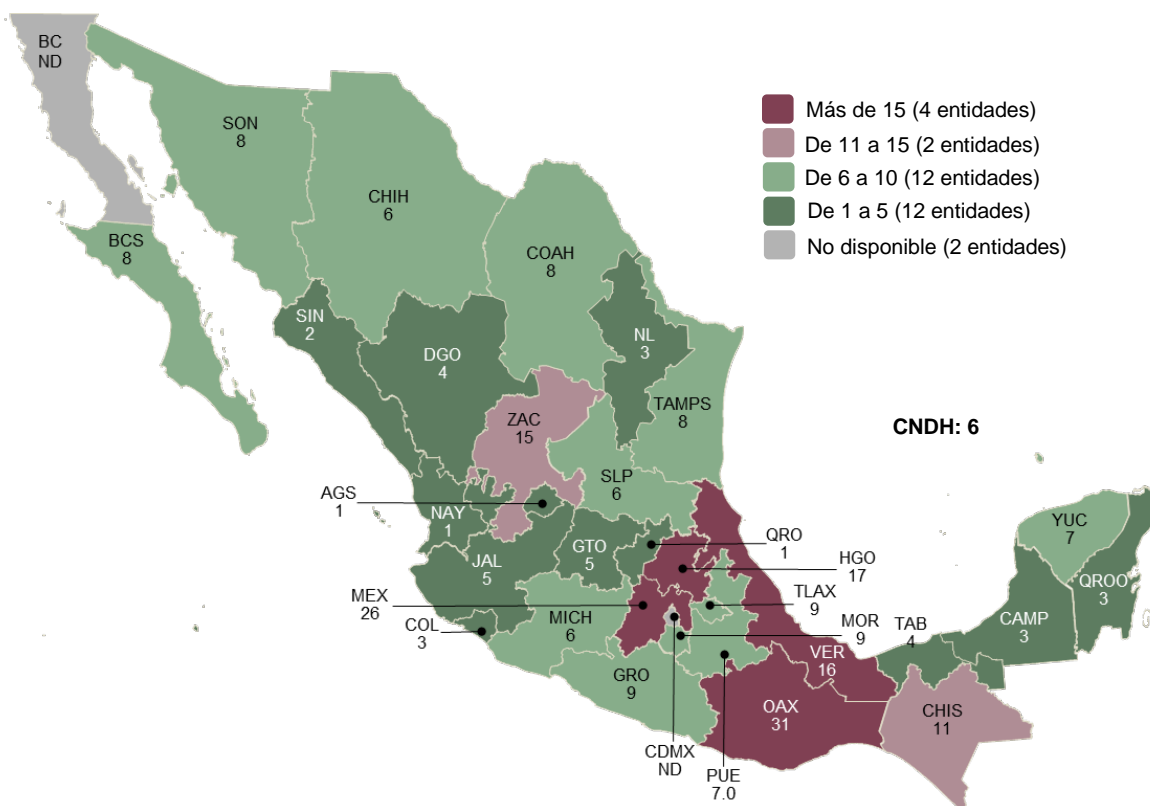 BC
ND
SON
8
CHIH
6
COAH
8
BCS
8
SIN
2
DGO
4
NL
3
TAMPS
8
ZAC
15
SLP
6
AGS
1
NAY
1
JAL
5
GTO
5
QRO
1
HGO
17
MEX
26
TLAX
9
COL
3
MICH
6
MOR
9
VER
16
GRO
9
OAX
31
CDMX
ND
PUE
7.0
TAB
4
CAMP
3
YUC
7
QROO
3
CHIS
11
Más de 15 (4 entidades)
De 11 a 15 (2 entidades)
De 6 a 10 (12 entidades)
De 1 a 5 (12 entidades)
No disponible (2 entidades)
CNDH: 6